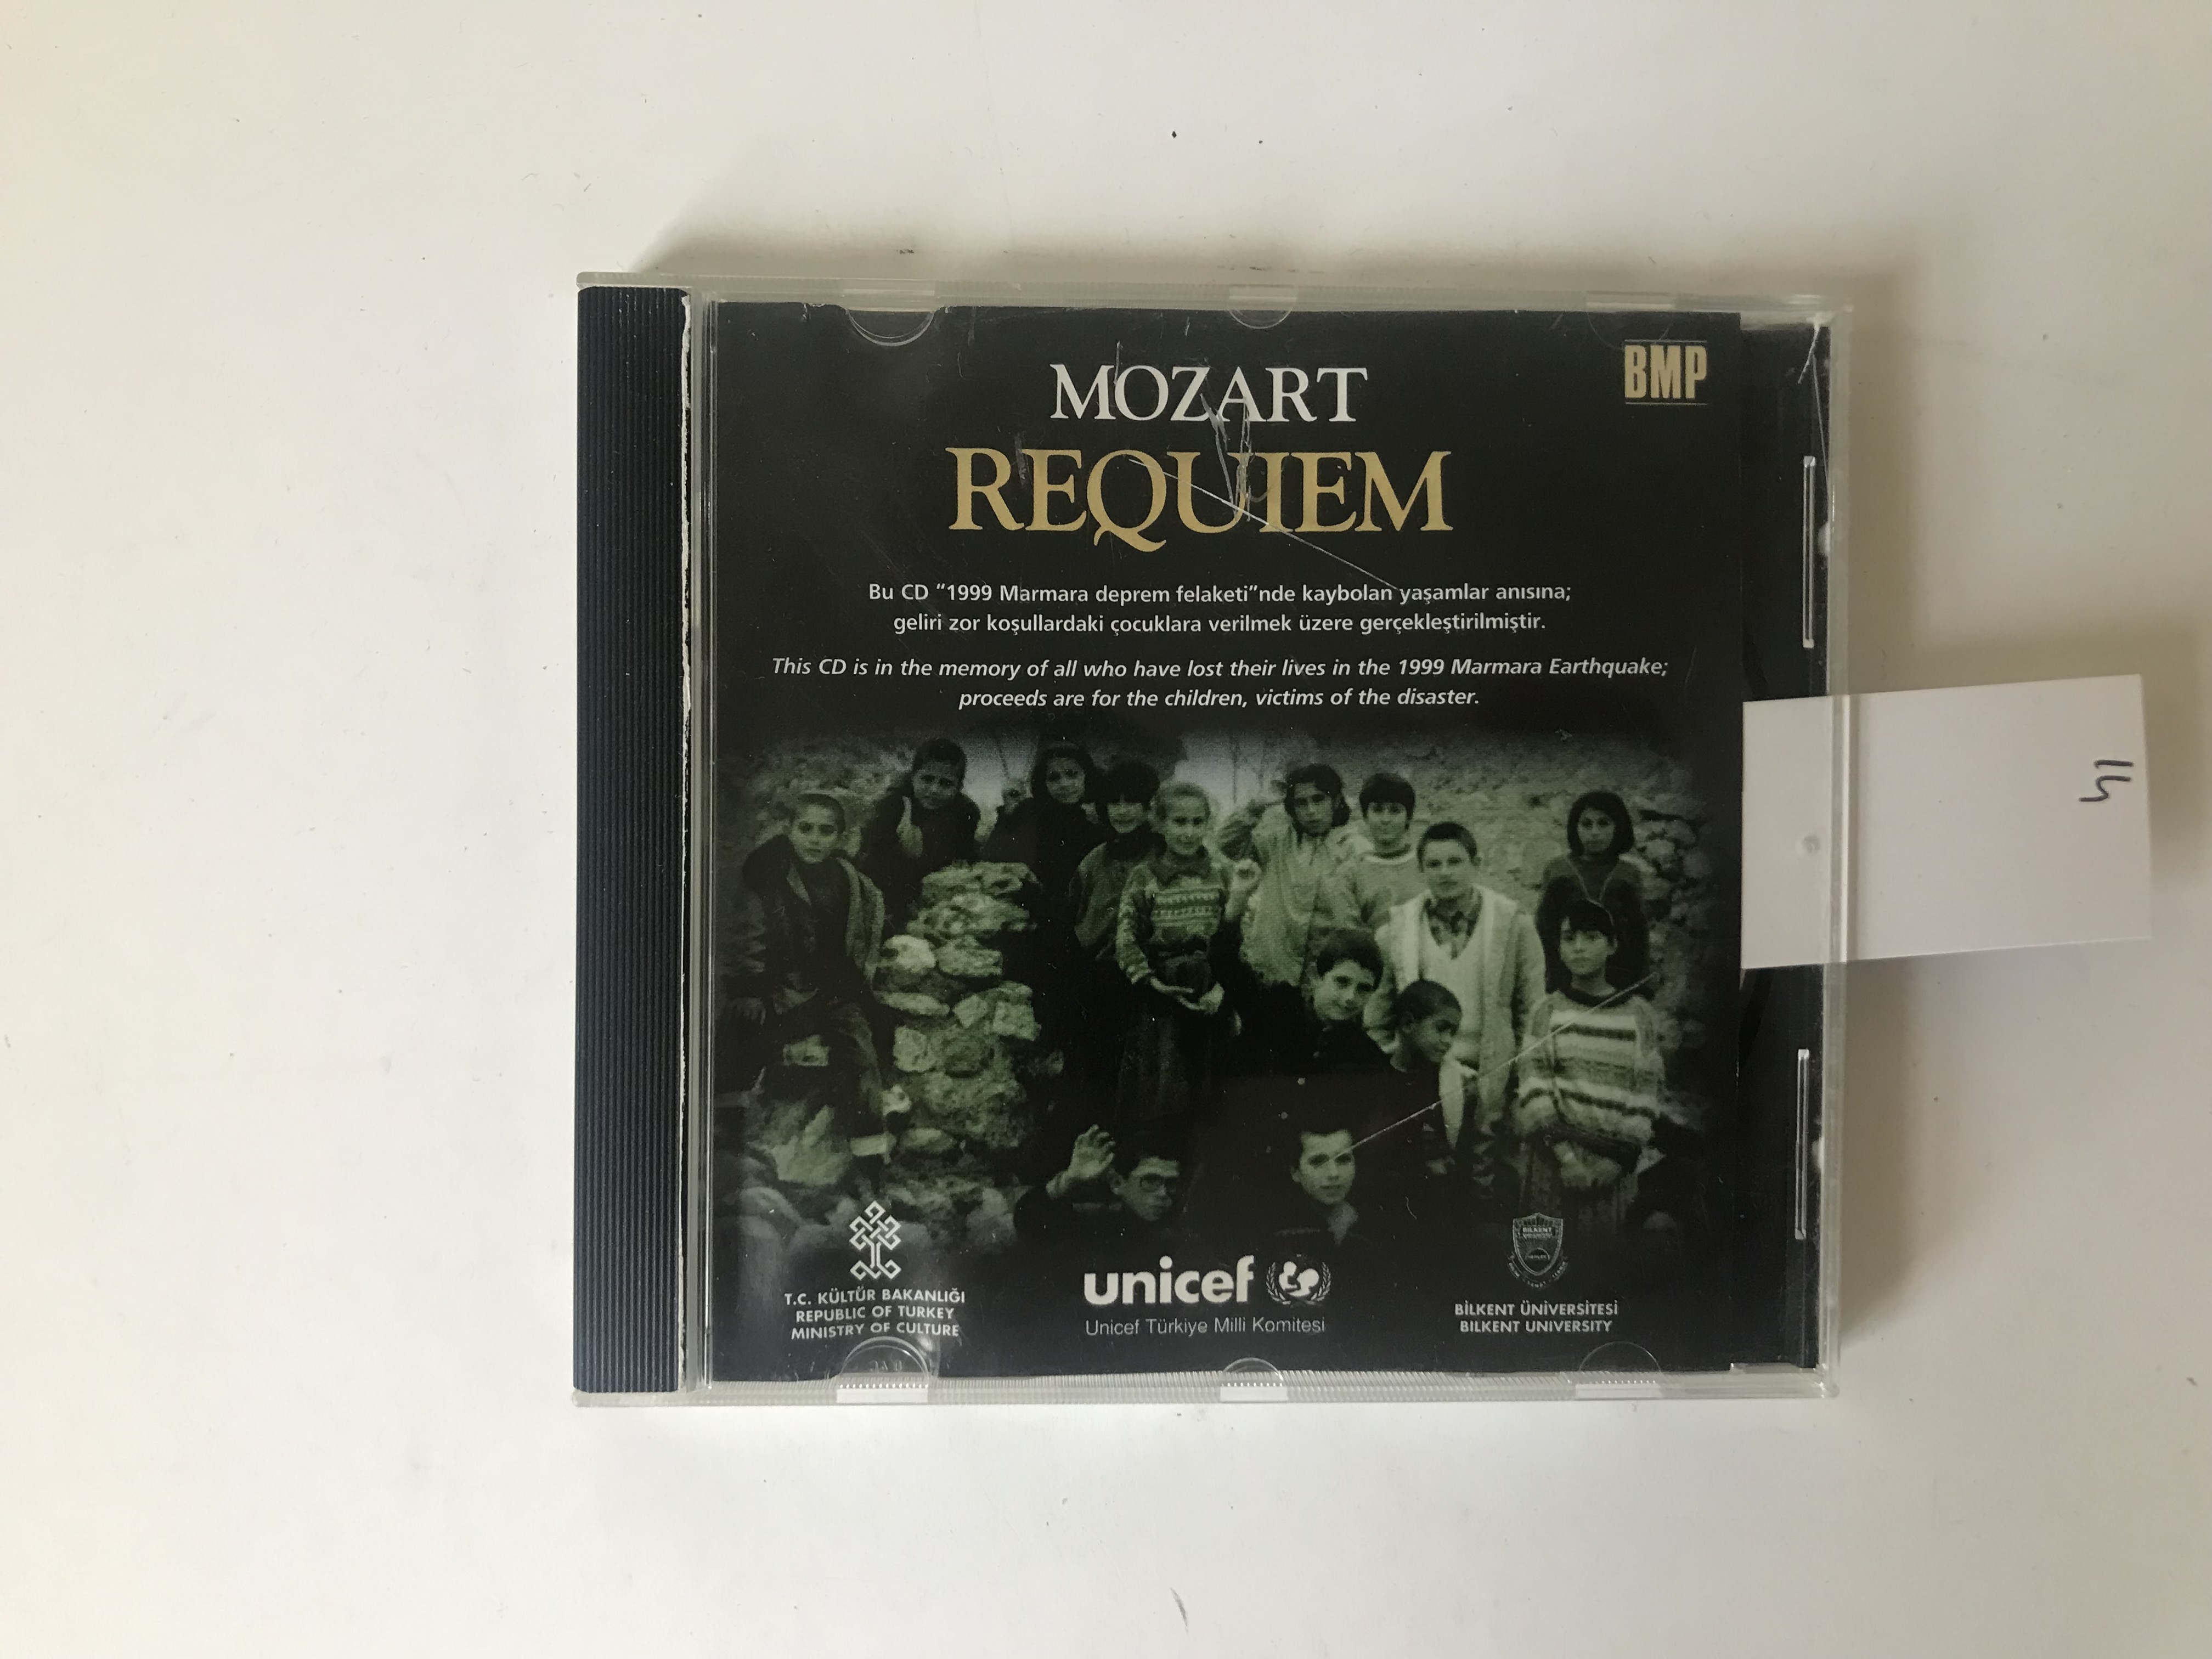 MOZART
BMP
REQUIEM
Bu CD “1999 Marmara deprem felaketi”nde kaybolan yaşamlar anısına;
geliri zor koşullardaki çocuklara verilmek üzere gerçekleştirilmiştir.
This CD is in the memory of all who have lost their lives in the 1999 Marmara Earthquake;
proceeds are for the children, victims of the disaster.
T.C. KÜLTÜR BAKANLIĞI
REPUBLIC OF TURKEY
MINISTRY OF CULTURE
unicef
Unicef Türkiye Milli Komitesi
BİLKENT ÜNİVERSİTESİ
BILKENT UNIVERSITY